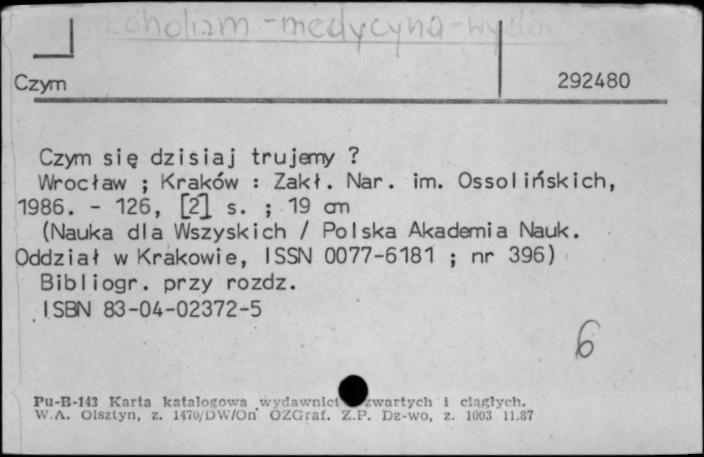 medycyna
Czym 292480
Czym się dzisiaj trujemy ?
Wrocław ; Kraków : Zakł. Nar. im. Ossolińskich,
1986. - 126, [2] s. ; 19 cm
(Nauka dla Wszyskich / Polska Akademia Nauk.
Oddział w Krakowie, ISSN 0077-6181 ; nr 396)
Bibliogr. przy rozdz.
ISBN 83-04-02372-5
6
Pu-B-143 Karta katalogowa i ciągłych.
W.A. Olsztyn, z. 1470/DW/On OZGraf. Z.P. Dz-wo, z. 1003 11.87